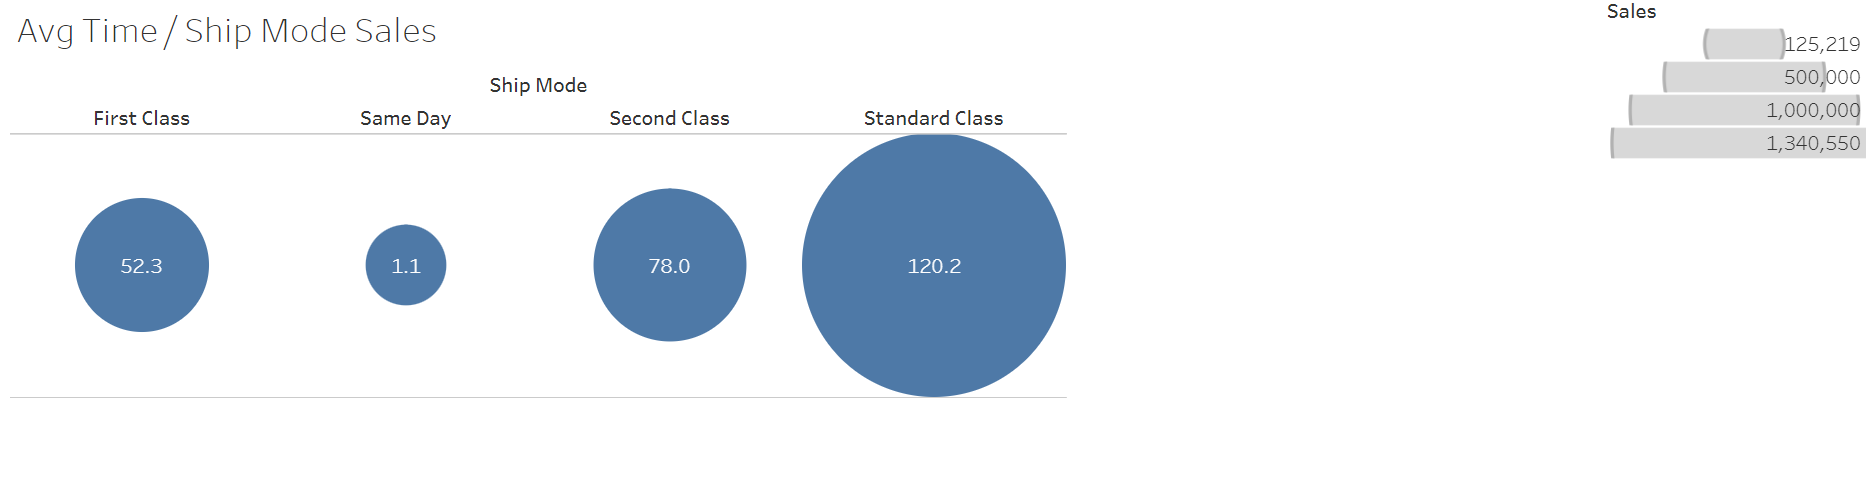 Avg Time / Ship Mode Sales
Ship Mode
First Class Same Day Second Class Standard Class
52.3 1.1 78.0 120.2
Sales
125,219
500,000
1,000,000
1,340,550